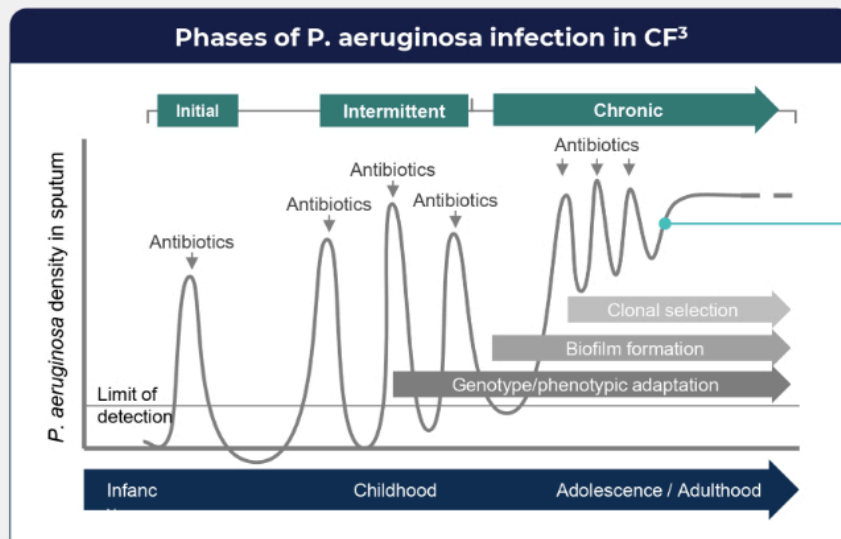 Phases of P. aeruginosa infection in CF³
Initial
Intermittent
Chronic
Antibiotics
Antibiotics
Antibiotics
Antibiotics
Antibiotics
P. aeruginosa density in sputum
Clonal selection
Biofilm formation
Genotype/phenotypic adaptation
Limit of
detection
Infanc
Childhood
Adolescence / Adulthood